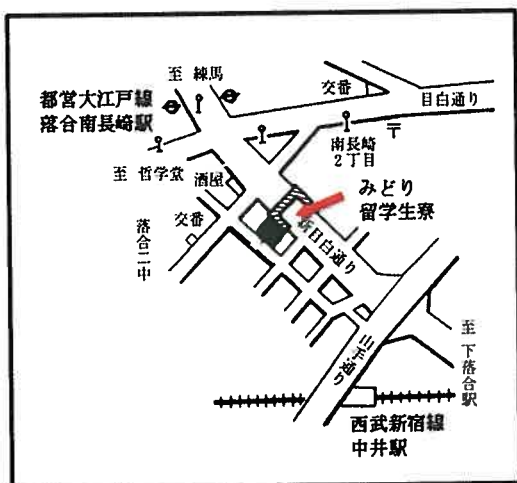 至 練馬
都営大江戸線
落合南長崎駅
交番
目白通り
南長崎
2丁目
〒
至 哲学堂
酒屋
みどり
留学生寮
交番
落合二中
新目白通り
山手通り
至 下落合駅
西武新宿線
中井駅